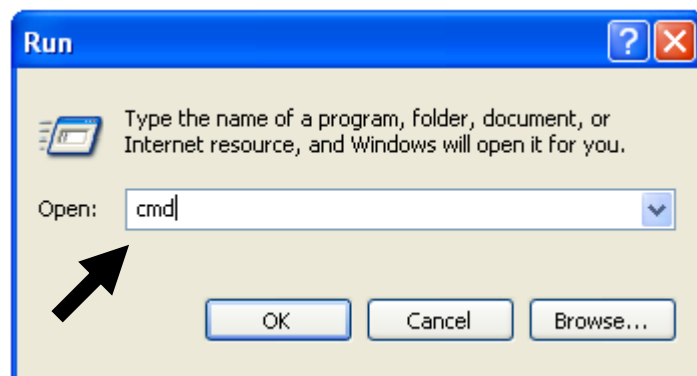 Run
Type the name of a program, folder, document, or
Internet resource, and Windows will open it for you.
Open: cmd
OK Cancel Browse...